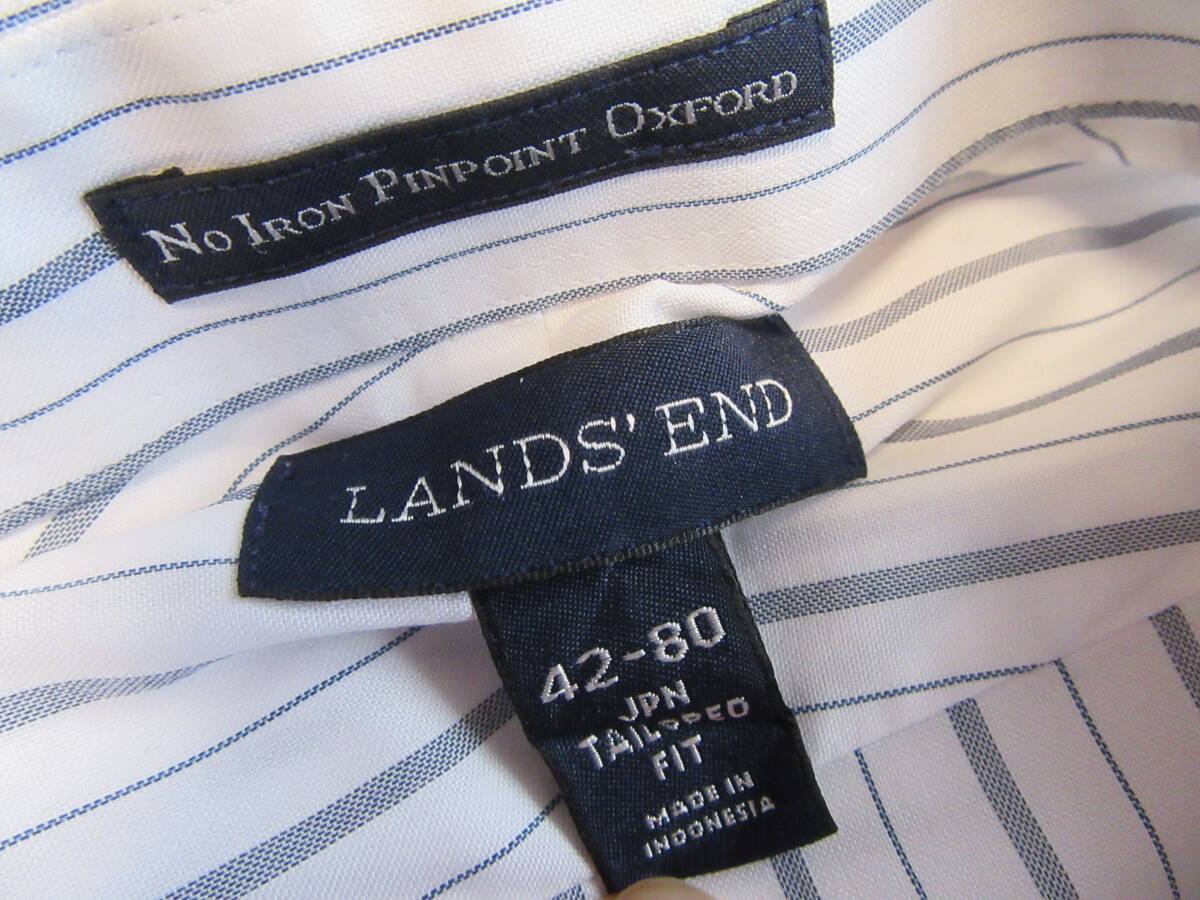 NO IRON PINPOINT OXFORD
LANDS' END
42-80
JPN
TAILORED
FIT
MADE IN
INDONESIA